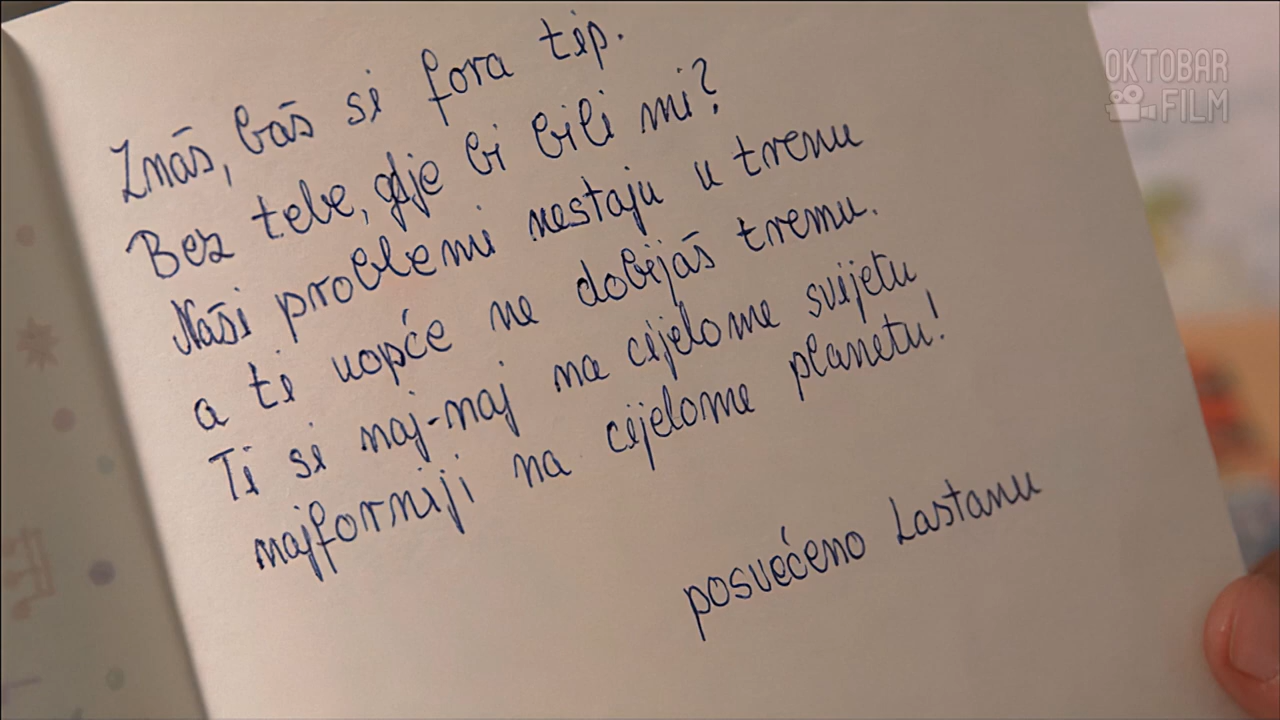 Znaš, baš si fora tip.
Bez tebe, gdje bi bili mi?
Naši problemi nestaju u trenu
a ti uopće ne dobijaš tremu.
Ti si naj-naj na cijelome svijetu
najforniji na cijelome planetu!
posvećeno Lastanu
OKTOBAR
FILM